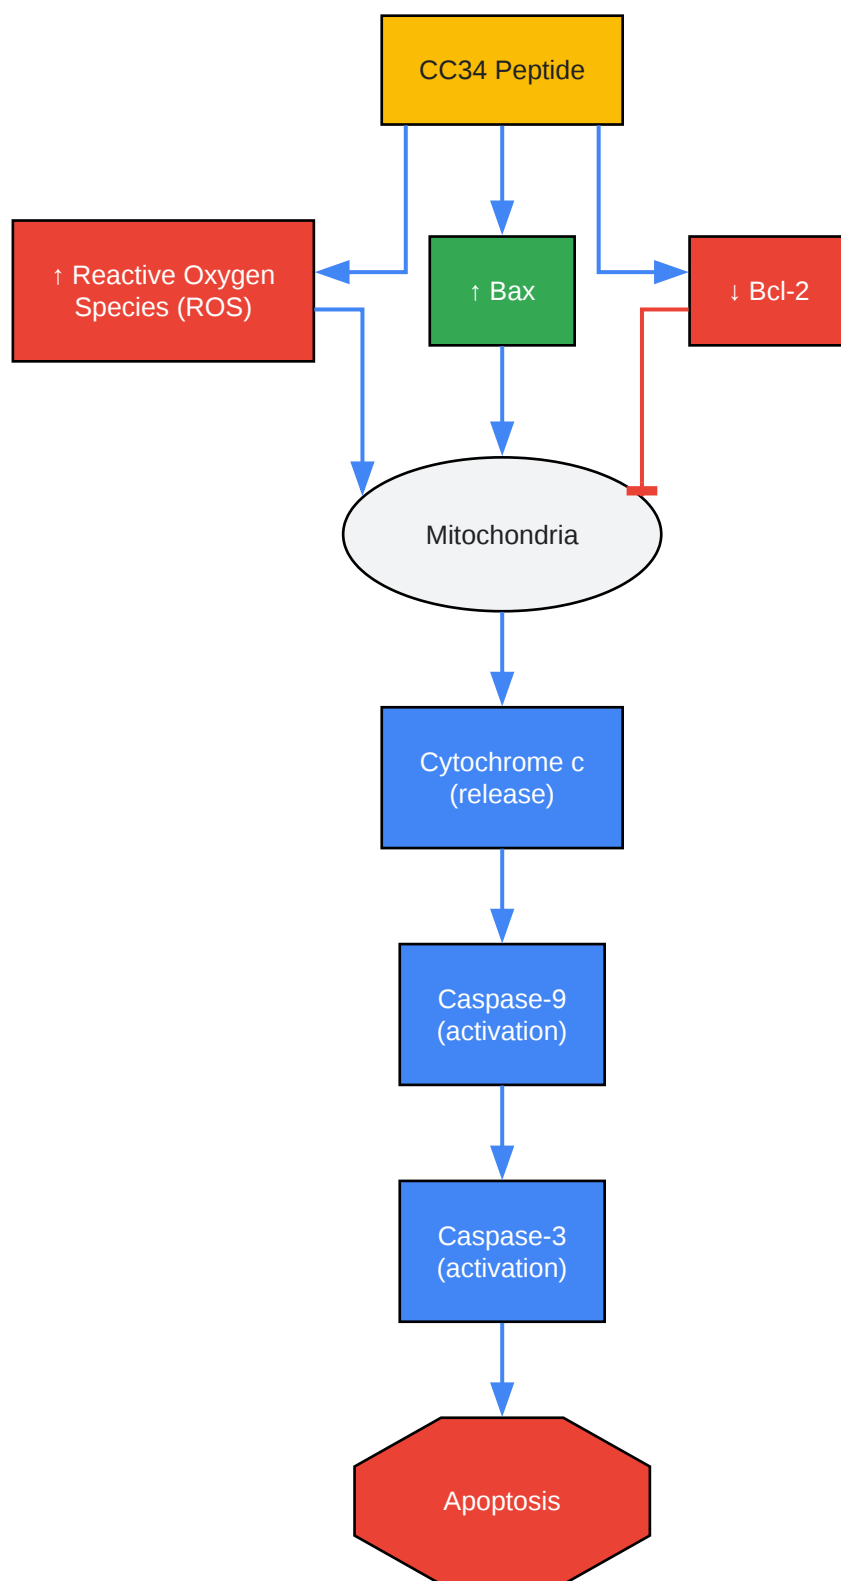 CC34 Peptide
↑ Reactive Oxygen
Species (ROS)
↑ Bax
↓ Bcl-2
Mitochondria
Cytochrome c
(release)
Caspase-9
(activation)
Caspase-3
(activation)
Apoptosis